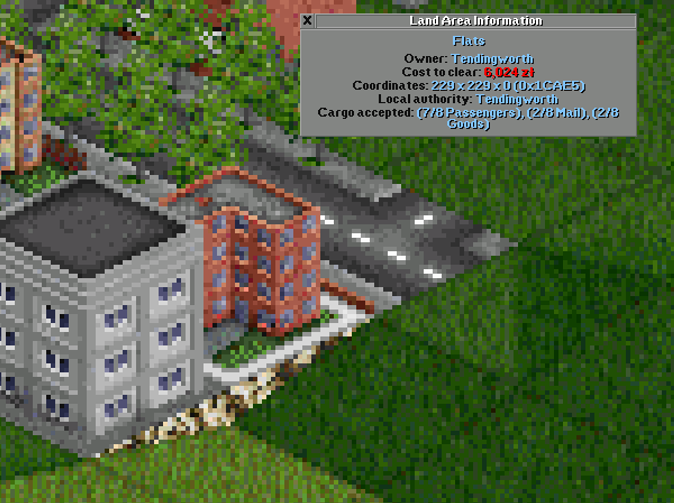 X Land Area Information
Flats
Owner: Tendingworth
Cost to clear: 6,024 zł
Coordinates: 229 x 229 x 0 (0x1CAE5)
Local authority: Tendingworth
Cargo accepted: (7/8 Passengers), (2/8 Mail), (2/8
Goods)